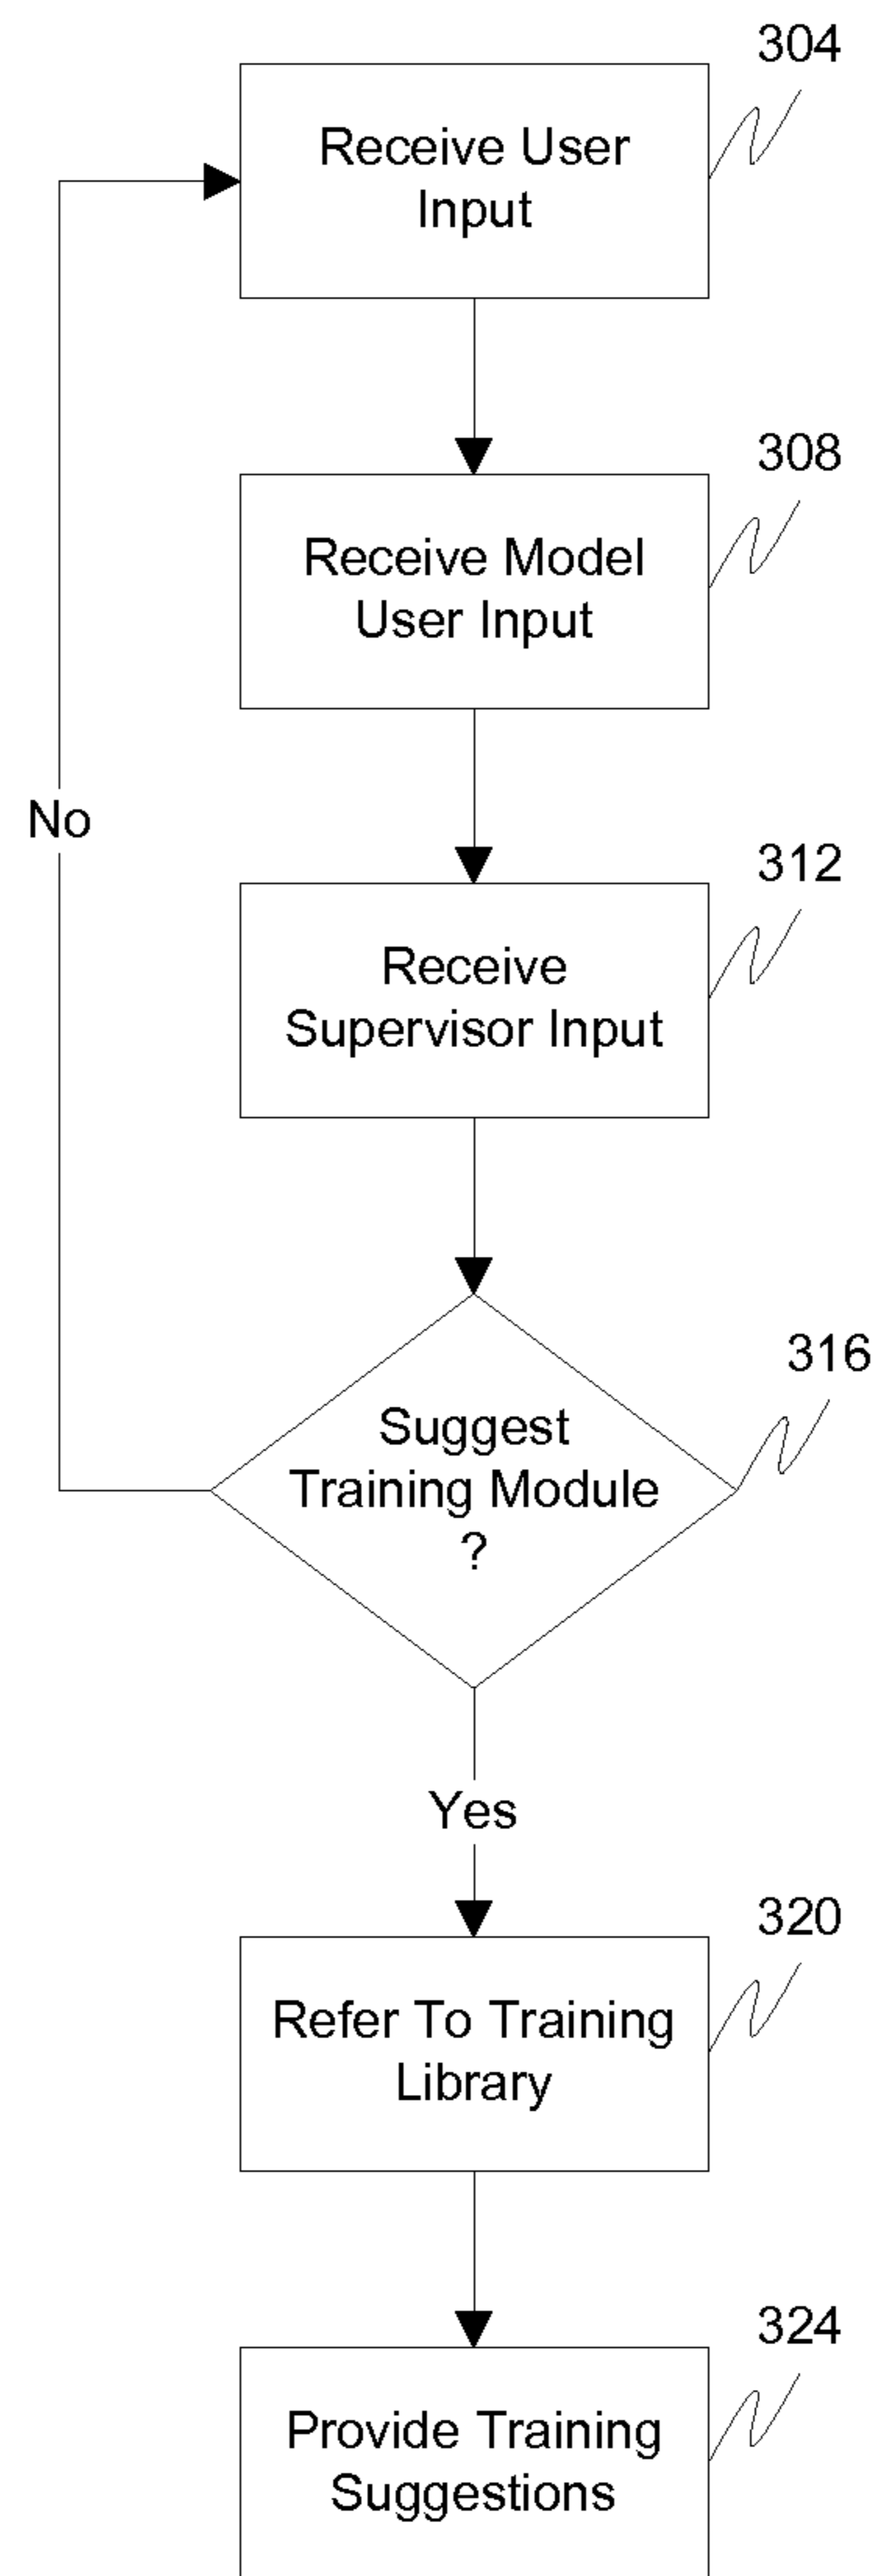 304
Receive User
Input
308
Receive Model
User Input
No
312
Receive
Supervisor Input
316
Suggest
Training Module
?
Yes
320
Refer To Training
Library
324
Provide Training
Suggestions